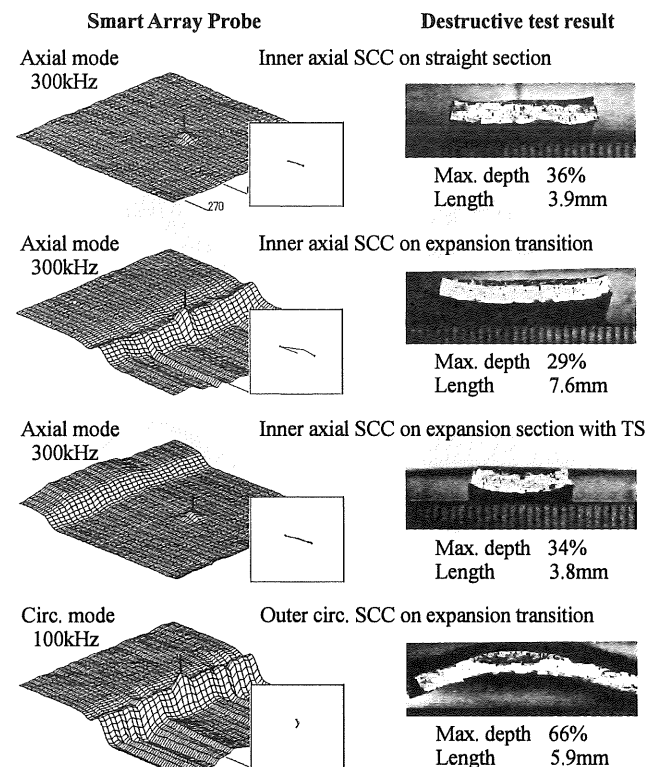 Smart Array Probe
Destructive test result
Axial mode
300kHz
Inner axial SCC on straight section
270
Max. depth 36%
Length 3.9mm
Axial mode
300kHz
Inner axial SCC on expansion transition
Max. depth 29%
Length 7.6mm
Axial mode
300kHz
Inner axial SCC on expansion section with TS
Max. depth 34%
Length 3.8mm
Circ. mode
100kHz
Outer circ. SCC on expansion transition
Max. depth 66%
Length 5.9mm